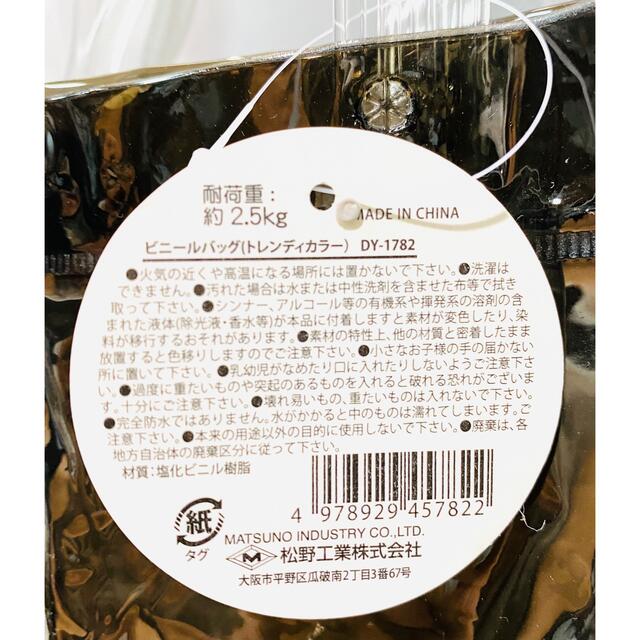 耐荷重：
約 2.5kg
MADE IN CHINA
ビニールバッグ(トレンディカラー) DY-1782
●火気の近くや高温になる場所には置かないで下さい。●洗濯は
できません。●汚れた場合は水または中性洗剤を含ませた布等で拭き
取って下さい。●シンナー、アルコール等の有機系や揮発系の溶剤の含
まれた液体(除光液・香水等)が本品に付着しますと素材が変色したり、染
料が移行するおそれがあります。●素材の特性上、他の材質と密着したまま
放置すると色移りしますのでご注意下さい。●小さなお子様の手の届かない
所に置いて下さい。●乳幼児がなめたり口に入れたりしないようご注意下さ
い。●過度に重たいものや突起のあるものを入れると破れる恐れがございま
す。十分にご注意下さい。●壊れ易いもの、重たいものは入れないで下さい。
●完全防水ではありません。水がかかると中のものは濡れてしまいます。ご
注意下さい。●本来の用途以外の目的に使用しないで下さい。●廃棄は、各
地方自治体の廃棄区分に従って下さい。
材質：塩化ビニル樹脂
紙
タグ
4 978929 457822
MATSUNO INDUSTRY CO.,LTD.
松野工業株式会社
大阪市平野区瓜破南2丁目3番67号